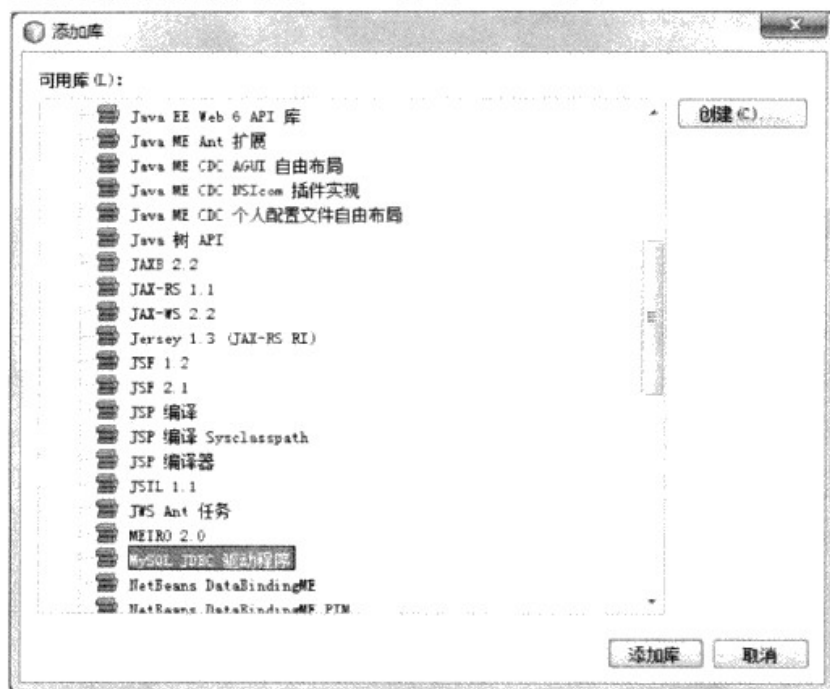 添加库
可用库(L):
创建(C)...
Java EE Web 6 API 库
Java ME Ant 扩展
Java ME CDC AGUI 自由布局
Java ME CDC NSIcom 插件实现
Java ME CDC 个人配置文件自由布局
Java 树 API
JAXB 2.2
JAX-RS 1.1
JAX-WS 2.2
Jersey 1.3 (JAX-RS RI)
JSF 1.2
JSF 2.1
JSP 编译
JSP 编译 Sysclasspath
JSP 编译器
JSTL 1.1
JWS Ant 任务
METRO 2.0
MySQL JDBC 驱动程序
NetBeans DataBindingME
NetBeans DataBindingME PIM
添加库
取消